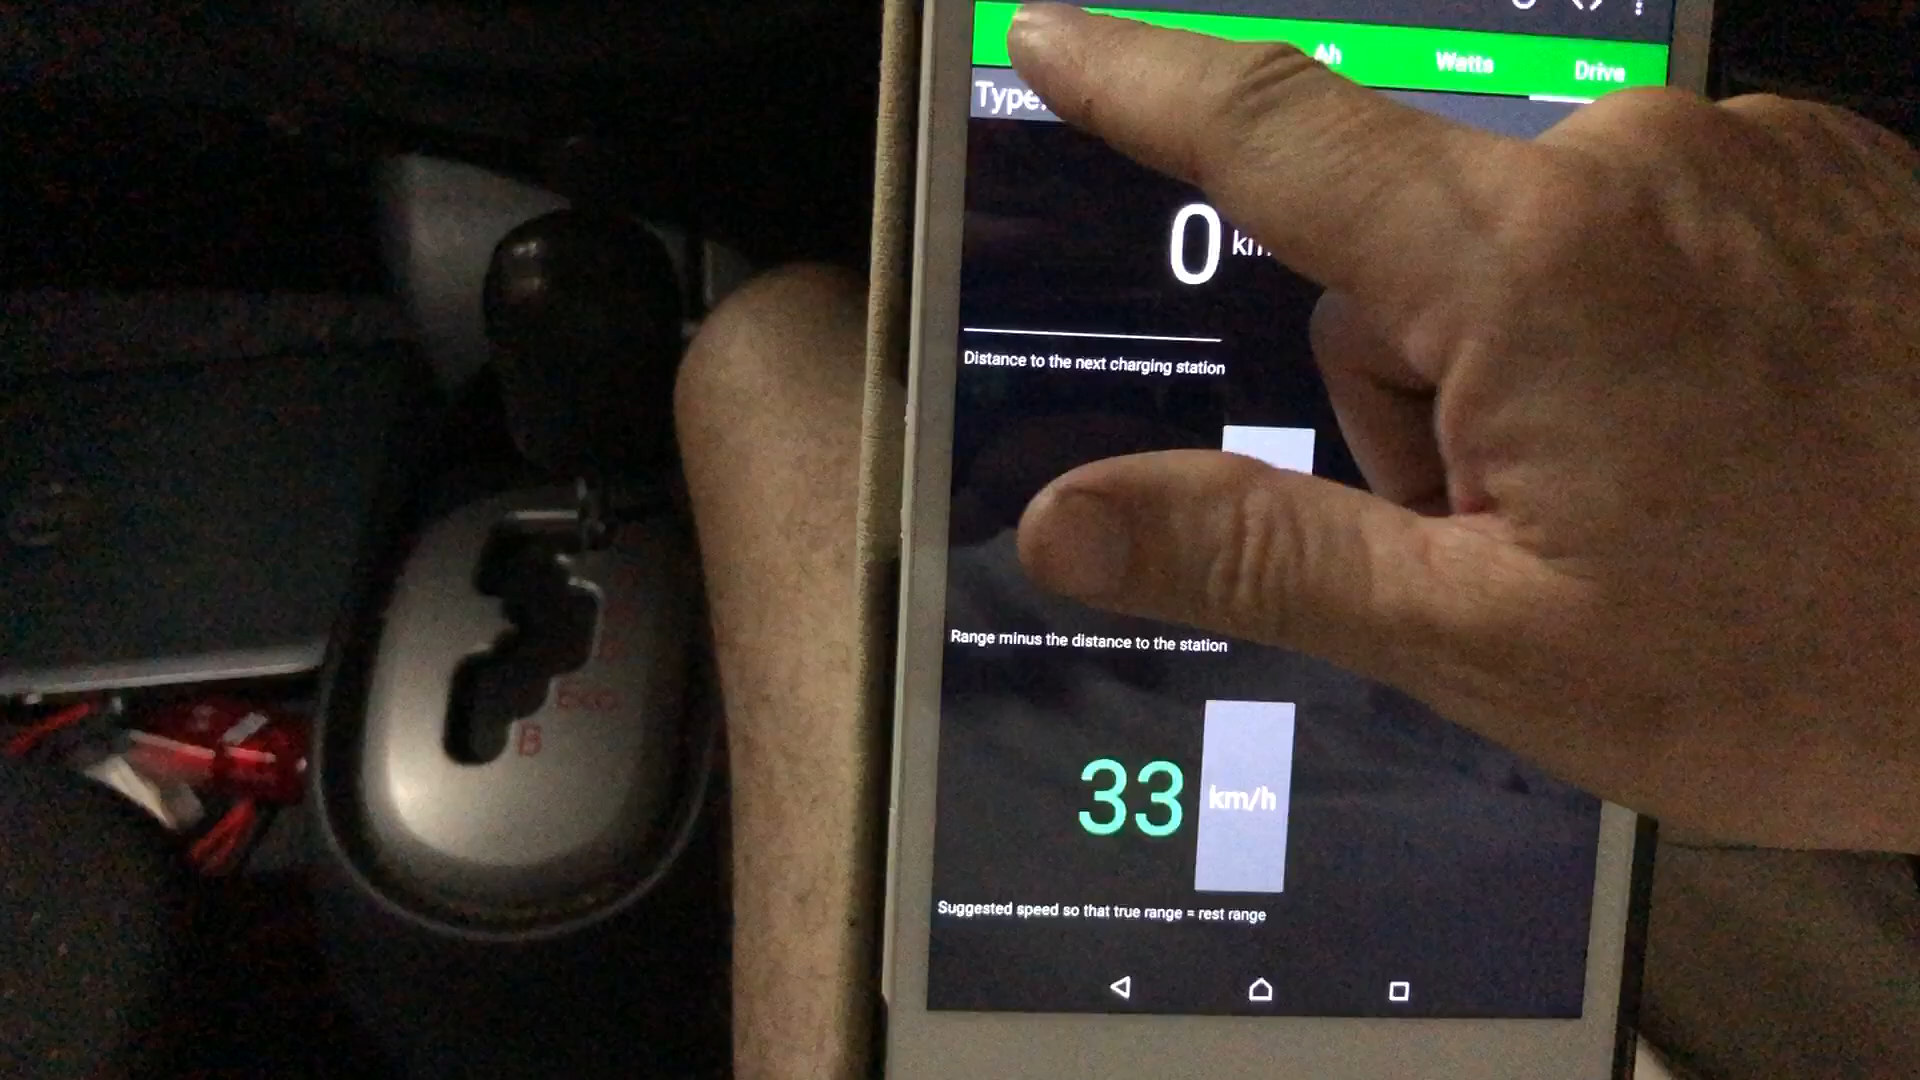 Ah
Watts
Drive
Type:
0
Distance to the next charging station
Range minus the distance to the station
33 km/h
Suggested speed so that true range = rest range
Eco
B